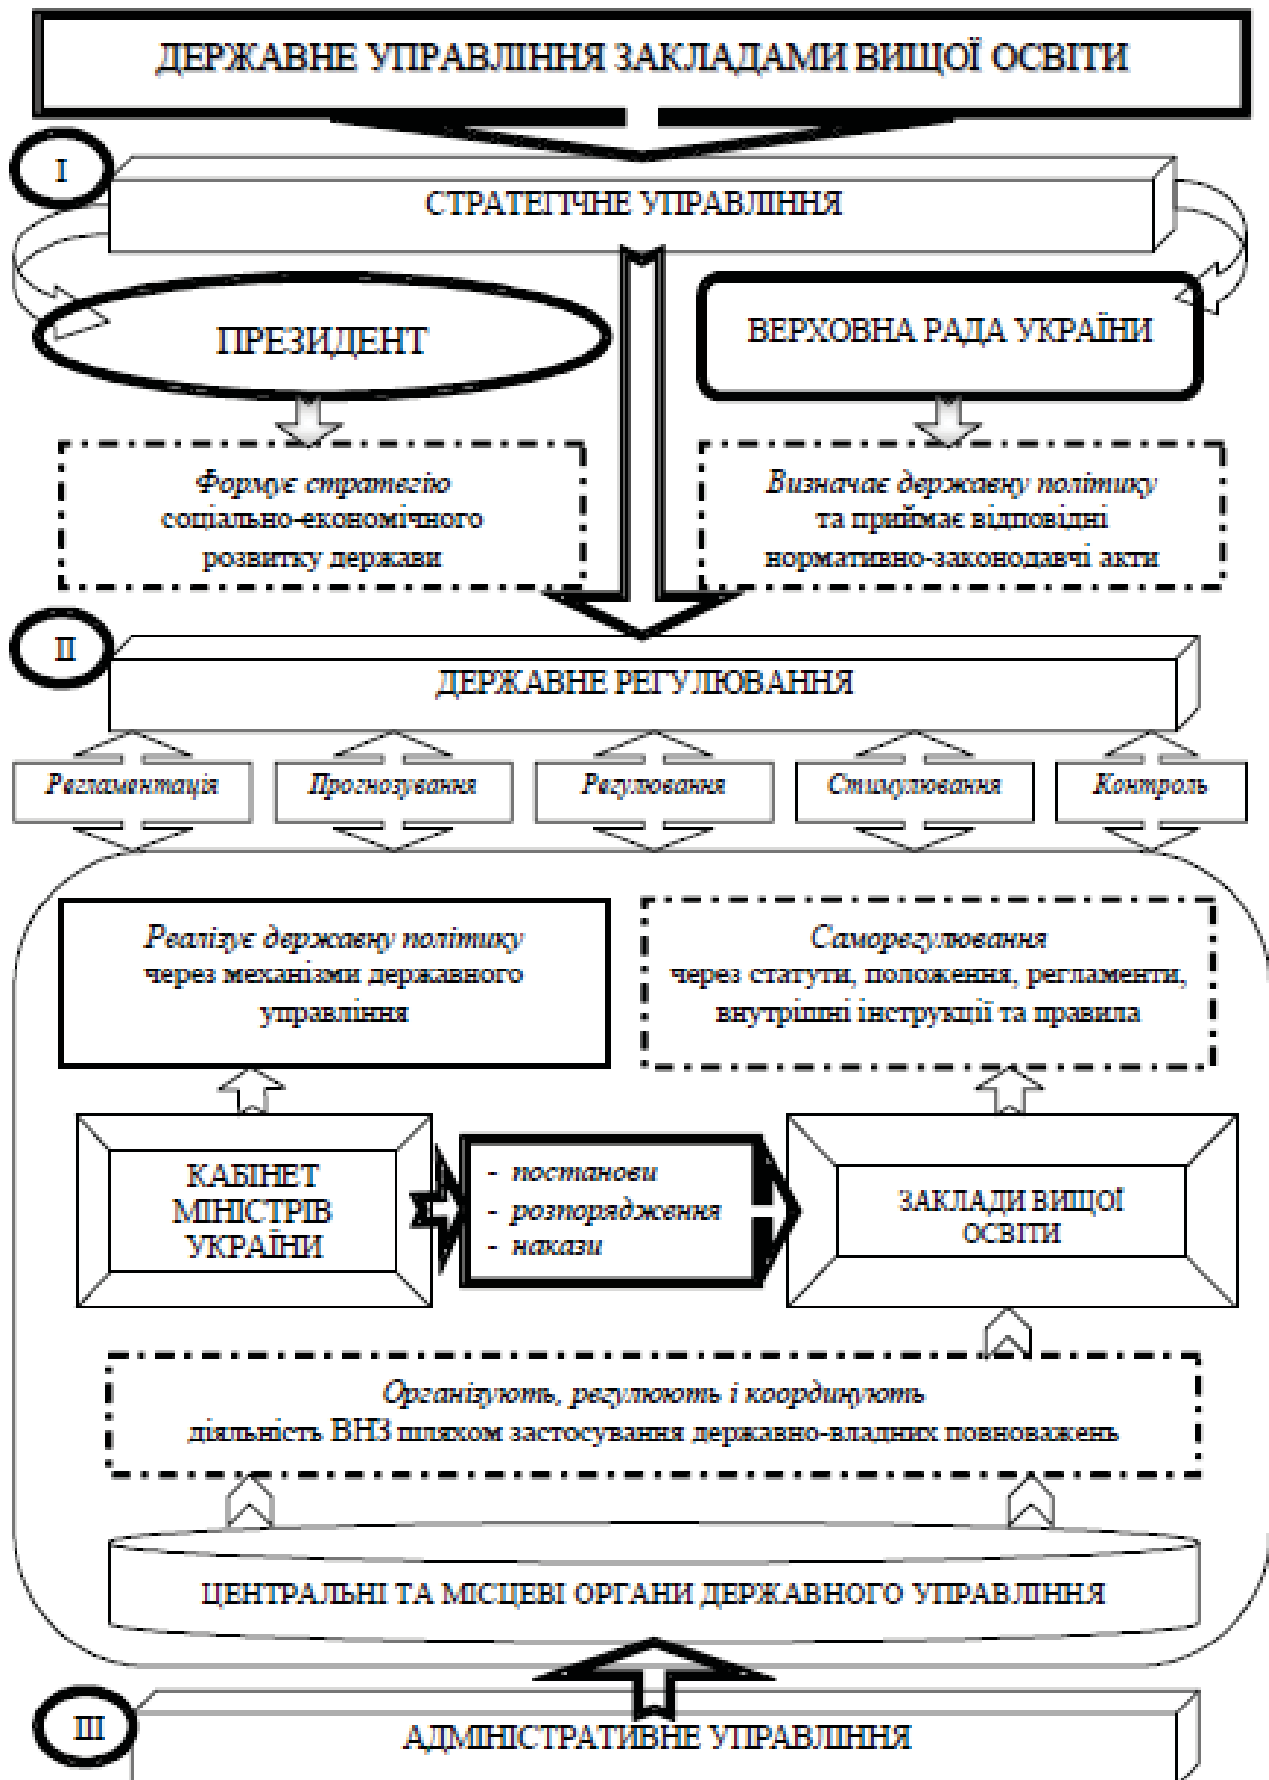 ДЕРЖАВНЕ УПРАВЛІННЯ ЗАКЛАДАМИ ВИЩОЇ ОСВІТИ
I
СТРАТЕГІЧНЕ УПРАВЛІННЯ
ПРЕЗИДЕНТ
ВЕРХОВНА РАДА УКРАЇНИ
Формує стратегію
соціально-економічного
розвитку держави
Визначає державну політику
та приймає відповідні
нормативно-законодавчі акти
II
ДЕРЖАВНЕ РЕГУЛЮВАННЯ
Регламентація
Прогнозування
Регулювання
Стимулювання
Контроль
Реалізує державну політику
через механізми державного
управління
Саморегулювання
через статути, положення, регламенти,
внутрішні інструкції та правила
КАБІНЕТ
МІНІСТРІВ
УКРАЇНИ
- постанови
- розпорядження
- накази
ЗАКЛАДИ ВИЩОЇ
ОСВІТИ
Організують, регулюють і координують
діяльність ВНЗ шляхом застосування державно-владних повноважень
ЦЕНТРАЛЬНІ ТА МІСЦЕВІ ОРГАНИ ДЕРЖАВНОГО УПРАВЛІННЯ
III
АДМІНІСТРАТИВНЕ УПРАВЛІННЯ